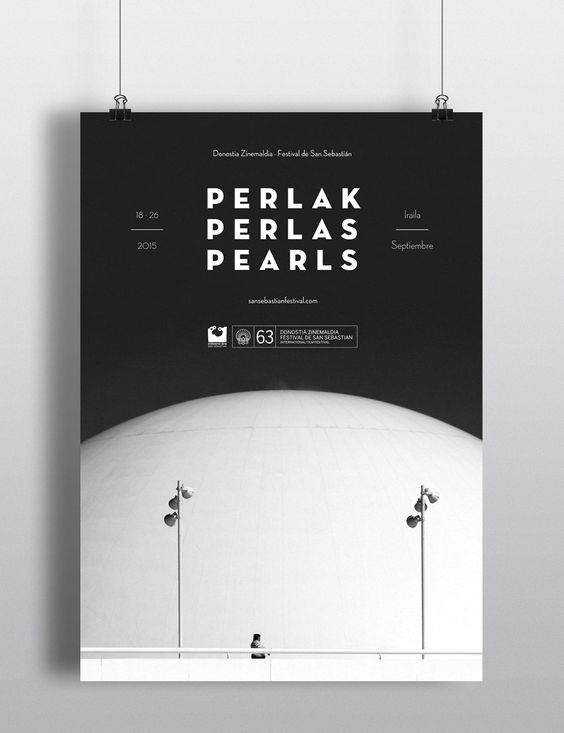 Donostia Zinemaldia · Festival de San Sebastián
PERLAK
PERLAS
PEARLS
18 · 26
2015
Iraila
Septiembre
sansebastianfestival.com
63
DONOSTIA ZINEMALDIA
FESTIVAL DE SAN SEBASTIAN
INTERNATIONAL FILM FESTIVAL